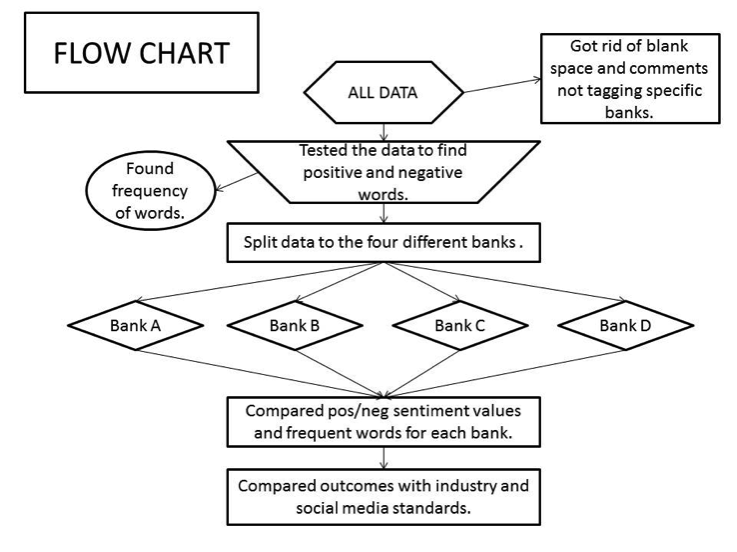 FLOW CHART
Got rid of blank
space and comments
not tagging specific
banks.
ALL DATA
Tested the data to find
positive and negative
words.
Found
frequency
of words.
Split data to the four different banks .
Bank A
Bank B
Bank C
Bank D
Compared pos/neg sentiment values
and frequent words for each bank.
Compared outcomes with industry and
social media standards.